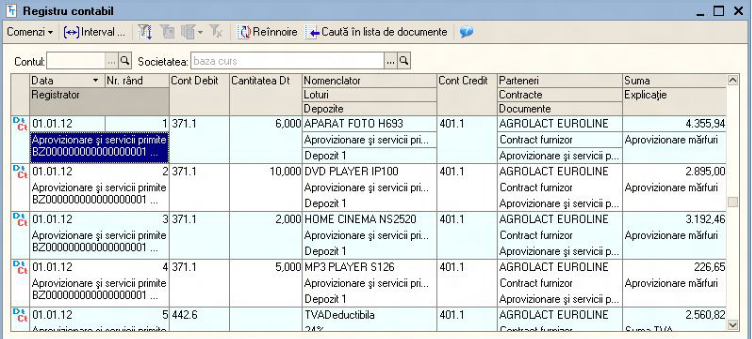 Registru contabil
Comenzi Interval ... Reînnoire Caută în lista de documente
Contul: ... Societatea: baza curs ...
Data Nr. rând Cont Debit Cantitatea Dt Nomenclator Cont Credit Parteneri Suma
Registrator Loturi Contracte Explicaţie
Depozite Documente
Dt Ct 01.01.12 1 371.1 6,000 APARAT FOTO H693 401.1 AGROLACT EUROLINE 4.355,94
Aprovizionare şi servicii primite Aprovizionare şi servicii pri... Contract furnizor Aprovizionare mărfuri
BZ000000000000000001 ... Depozit 1 Aprovizionare şi servicii p...
Dt Ct 01.01.12 2 371.1 10,000 DVD PLAYER IP100 401.1 AGROLACT EUROLINE 2.895,00
Aprovizionare şi servicii primite Aprovizionare şi servicii pri... Contract furnizor Aprovizionare mărfuri
BZ000000000000000001 ... Depozit 1 Aprovizionare şi servicii p...
Dt Ct 01.01.12 3 371.1 2,000 HOME CINEMA NS2520 401.1 AGROLACT EUROLINE 3.192,46
Aprovizionare şi servicii primite Aprovizionare şi servicii pri... Contract furnizor Aprovizionare mărfuri
BZ000000000000000001 ... Depozit 1 Aprovizionare şi servicii p...
Dt Ct 01.01.12 4 371.1 5,000 MP3 PLAYER S126 401.1 AGROLACT EUROLINE 226,65
Aprovizionare şi servicii primite Aprovizionare şi servicii pri... Contract furnizor Aprovizionare mărfuri
BZ000000000000000001 ... Depozit 1 Aprovizionare şi servicii p...
Dt Ct 01.01.12 5 442.6 TVADeductibila 401.1 AGROLACT EUROLINE 2.560,82
Aprovizionare şi servicii primite 24% Contract furnizor Suma TVA